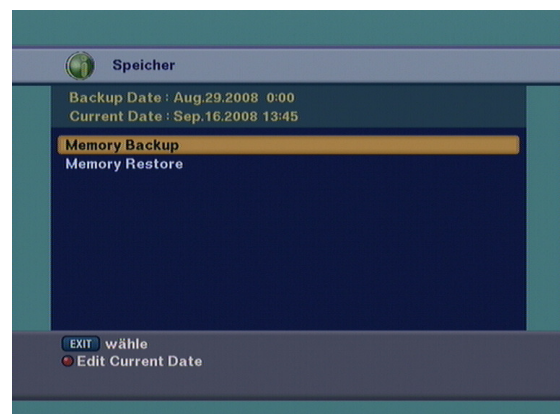 Speicher
Backup Date : Aug.29.2008 0:00
Current Date : Sep.16.2008 13:45
Memory Backup
Memory Restore
EXIT wähle
Edit Current Date